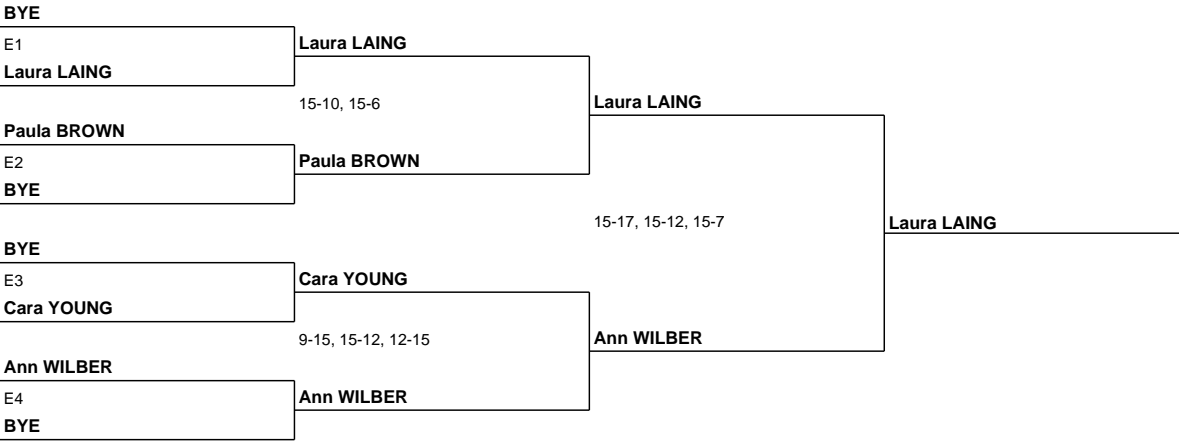 BYE
E1
Laura LAING
Laura LAING
15-10, 15-6
Laura LAING
Paula BROWN
E2
Paula BROWN
BYE
15-17, 15-12, 15-7
Laura LAING
BYE
E3
Cara YOUNG
Cara YOUNG
9-15, 15-12, 12-15
Ann WILBER
Ann WILBER
E4
Ann WILBER
BYE